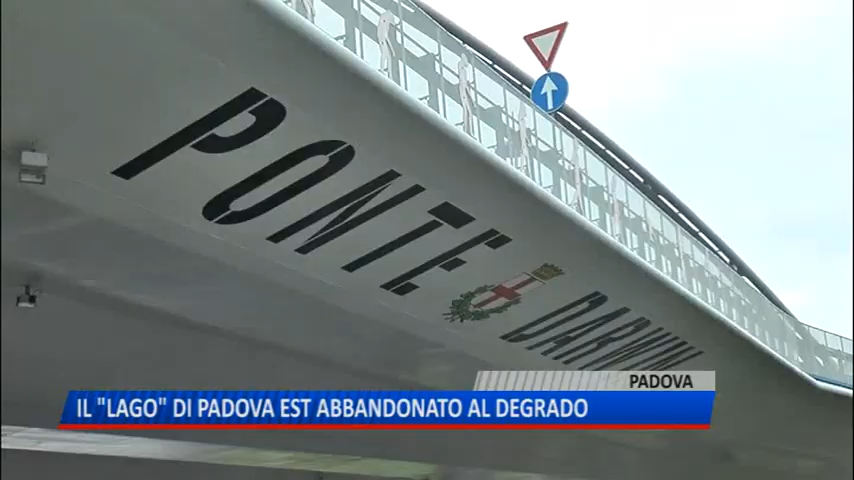 PONTE DARWIN
PADOVA
IL "LAGO" DI PADOVA EST ABBANDONATO AL DEGRADO